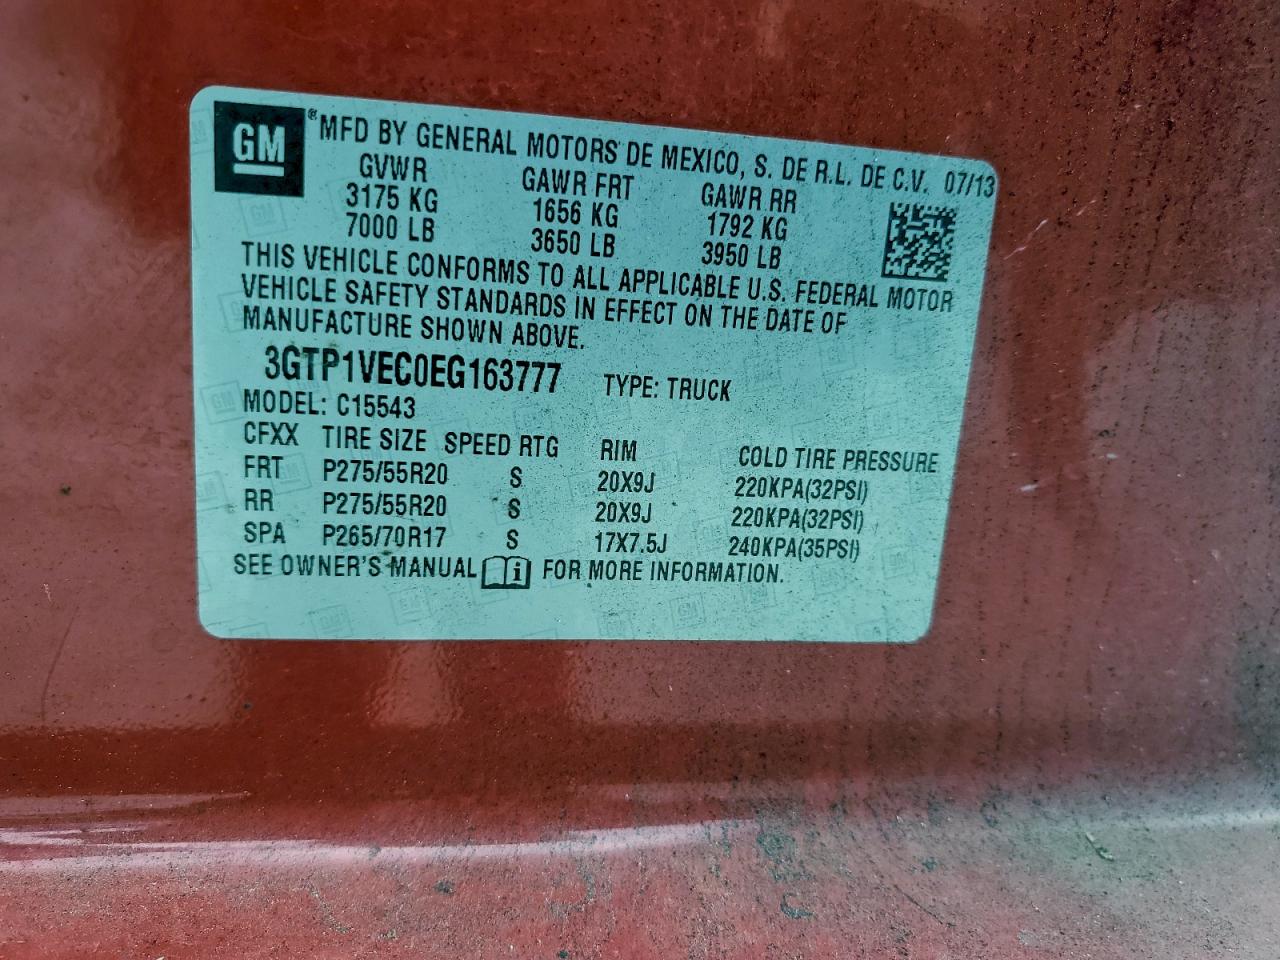 GM ® MFD BY GENERAL MOTORS DE MEXICO, S. DE R.L. DE C.V. 07/13
GVWR GAWR FRT GAWR RR
3175 KG 1656 KG 1792 KG
7000 LB 3650 LB 3950 LB
THIS VEHICLE CONFORMS TO ALL APPLICABLE U.S. FEDERAL MOTOR
VEHICLE SAFETY STANDARDS IN EFFECT ON THE DATE OF
MANUFACTURE SHOWN ABOVE.
3GTP1VEC0EG163777 TYPE: TRUCK
MODEL: C15543
CFXX TIRE SIZE SPEED RTG RIM COLD TIRE PRESSURE
FRT P275/55R20 S 20X9J 220KPA(32PSI)
RR P275/55R20 S 20X9J 220KPA(32PSI)
SPA P265/70R17 S 17X7.5J 240KPA(35PSI)
SEE OWNER'S MANUAL i FOR MORE INFORMATION.